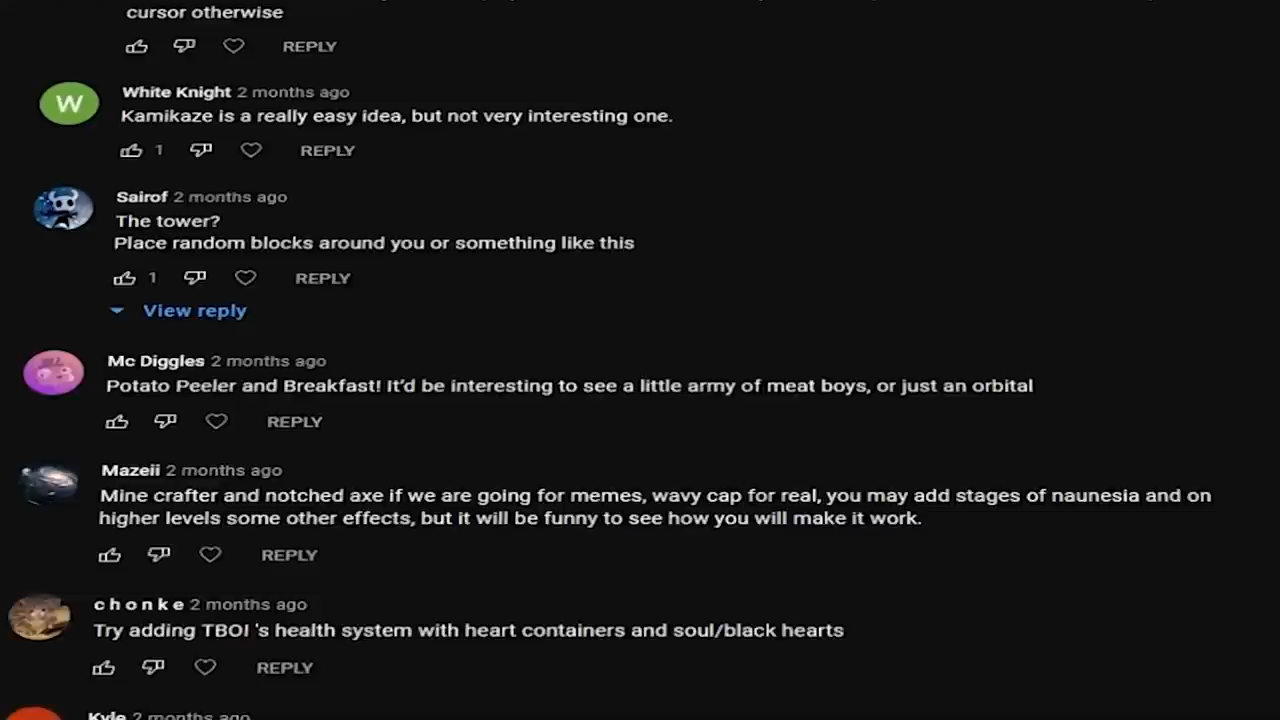 cursor otherwise
REPLY
W
White Knight 2 months ago
Kamikaze is a really easy idea, but not very interesting one.
1 REPLY
Sairof 2 months ago
The tower?
Place random blocks around you or something like this
1 REPLY
View reply
Mc Diggles 2 months ago
Potato Peeler and Breakfast! It'd be interesting to see a little army of meat boys, or just an orbital
REPLY
Mazeii 2 months ago
Mine crafter and notched axe if we are going for memes, wavy cap for real, you may add stages of naunesia and on
higher levels some other effects, but it will be funny to see how you will make it work.
REPLY
c h o n k e 2 months ago
Try adding TBOI 's health system with heart containers and soul/black hearts
REPLY
Kyle 2 months ago